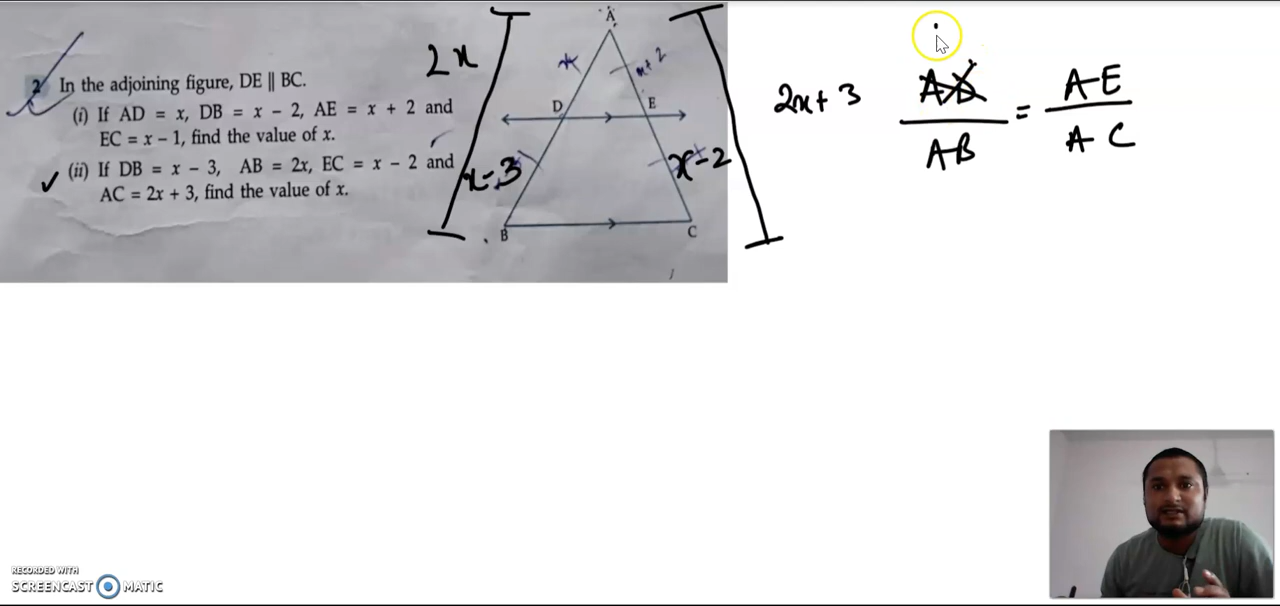 2 In the adjoining figure, DE || BC.
(i) If AD = x, DB = x − 2, AE = x + 2 and
EC = x − 1, find the value of x.
(ii) If DB = x − 3, AB = 2x, EC = x − 2 and
AC = 2x + 3, find the value of x.
2x
A
x
x+2
D
E
x-3
x-2
B
C
2x+3
AD/AB = AE/AC
RECORDED WITH
SCREENCAST MATIC